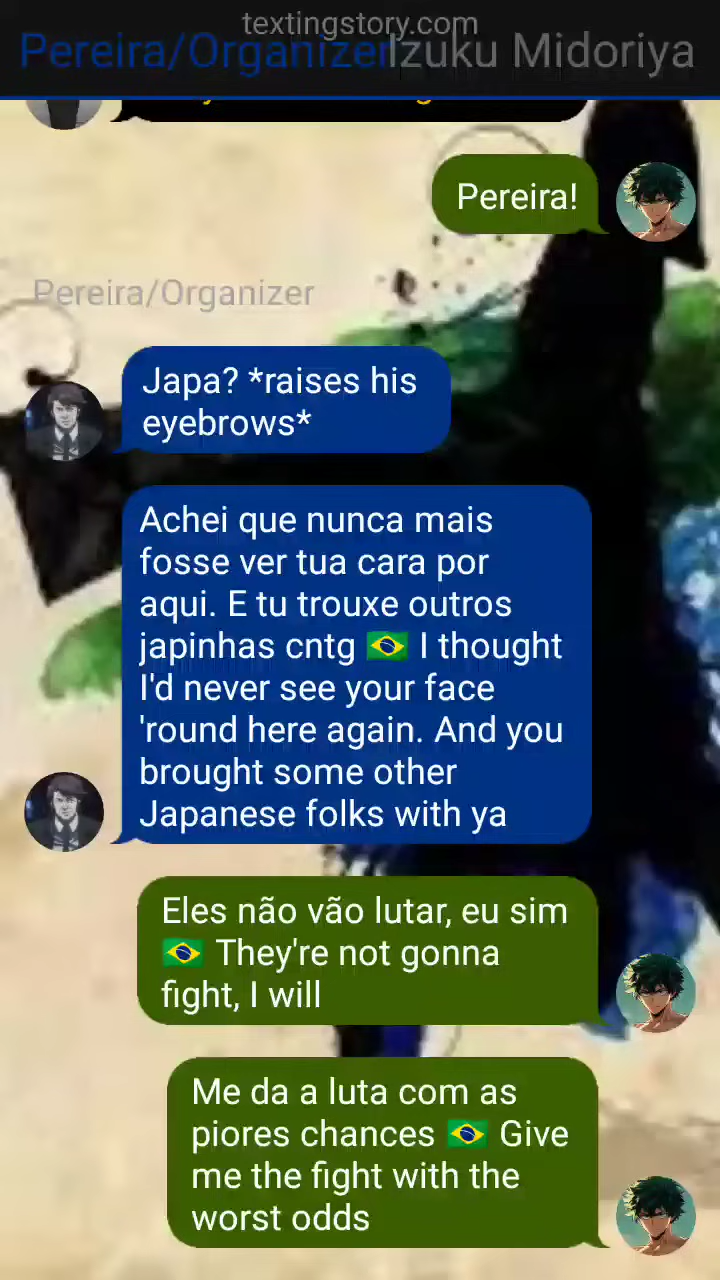 textingstory.com
Pereira/Organizer Izuku Midoriya
Pereira!
Pereira/Organizer
Japa? *raises his
eyebrows*
Achei que nunca mais
fosse ver tua cara por
aqui. E tu trouxe outros
japinhas cntg 🇧🇷 I thought
I'd never see your face
'round here again. And you
brought some other
Japanese folks with ya
Eles não vão lutar, eu sim
🇧🇷 They're not gonna
fight, I will
Me da a luta com as
piores chances 🇧🇷 Give
me the fight with the
worst odds